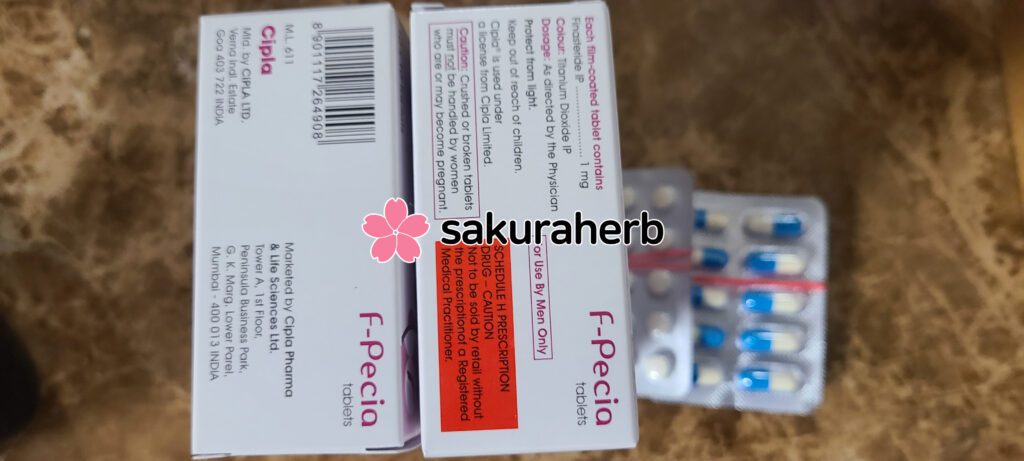 8 901117 264908
M.L. 611
Cipla
Mfd. by CIPLA LTD.
Verna Indl. Estate
Goa 403 722 INDIA
F-Pecia
tablets
Marketed by Cipla Pharma
& Life Sciences Ltd.
Tower A, 1st Floor,
Peninsula Business Park,
G. K. Marg, Lower Parel,
Mumbai - 400 013 INDIA
Each film-coated tablet contains
Finasteride IP .............. 1 mg
Colour: Titanium Dioxide IP
Dosage: As directed by the Physician
Protect from light.
Keep out of reach of children.
Cipla® is used under
a license from Cipla Limited.
Caution: Crushed or broken tablets
must not be handled by women
who are or may become pregnant.
F-Pecia
tablets
For Use By Men Only
SCHEDULE H PRESCRIPTION
DRUG – CAUTION
Not to be sold by retail without
the prescriptionof a Registered
Medical Practitioner.
sakuraherb